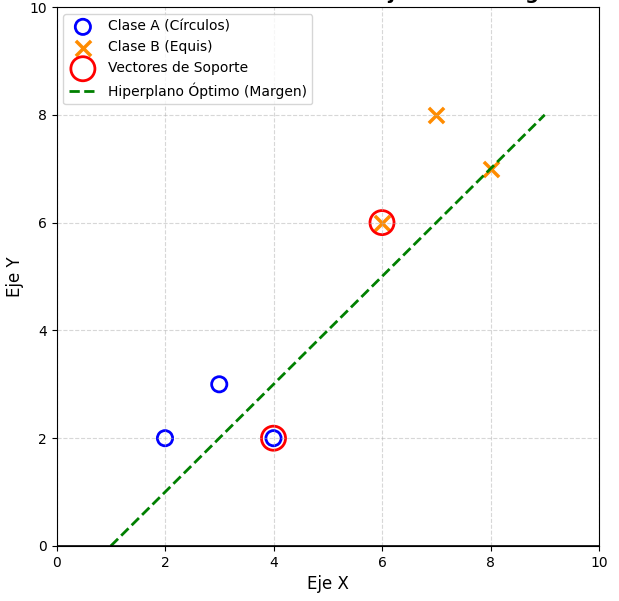 Clase A (Círculos)
Clase B (Equis)
Vectores de Soporte
Hiperplano Óptimo (Margen)
10
8
6
4
2
0
Eje Y
0 2 4 6 8 10
Eje X